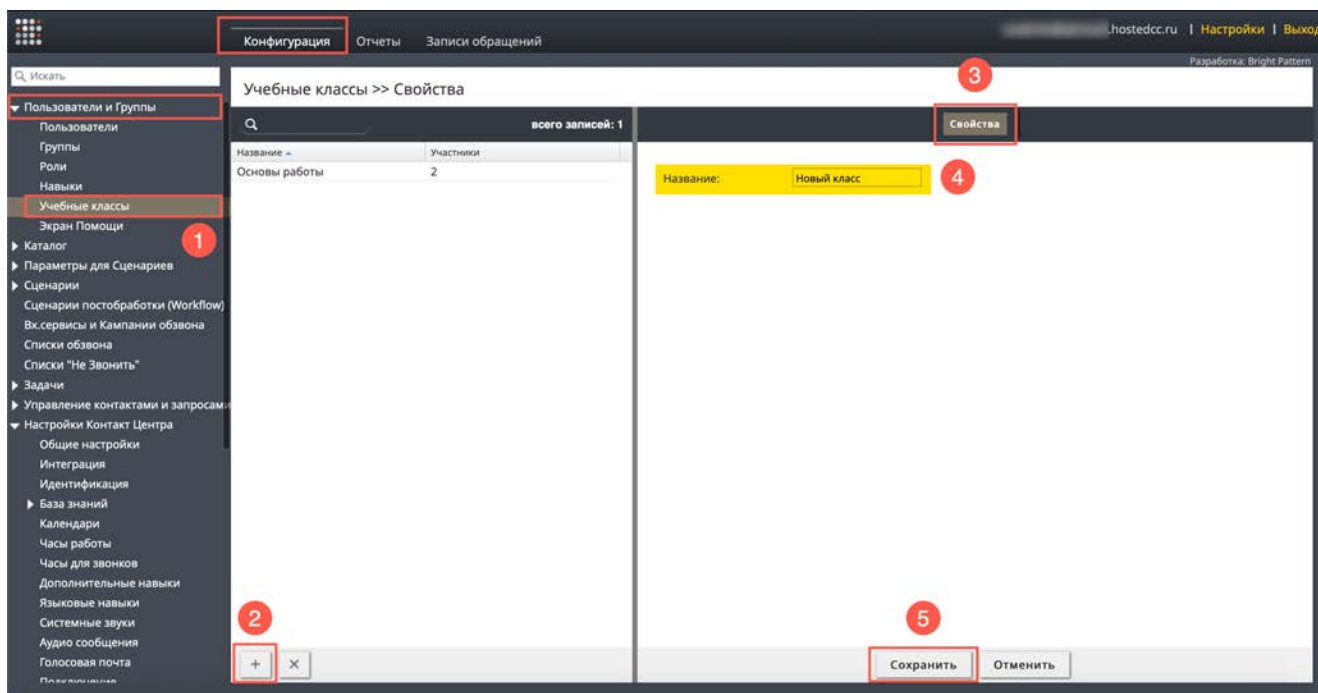 Конфигурация Отчеты Записи обращений
.hostedcc.ru | Настройки | Выход
Разработка: Bright Pattern
Искать
Учебные классы >> Свойства
3
Пользователи и Группы
Пользователи
Группы
Роли
Навыки
Учебные классы
Экран Помощи
1
Каталог
Параметры для Сценариев
Сценарии
Сценарии постобработки (Workflow)
Вх.сервисы и Кампании обзвона
Списки обзвона
Списки "Не Звонить"
Задачи
Управление контактами и запросами
Настройки Контакт Центра
Общие настройки
Интеграция
Идентификация
База знаний
Календари
Часы работы
Часы для звонков
Дополнительные навыки
Языковые навыки
Системные звуки
Аудио сообщения
Голосовая почта
Подключение
всего записей: 1
Название Участники
Основы работы 2
2
+ ×
Свойства
Название: Новый класс
4
5
Сохранить Отменить